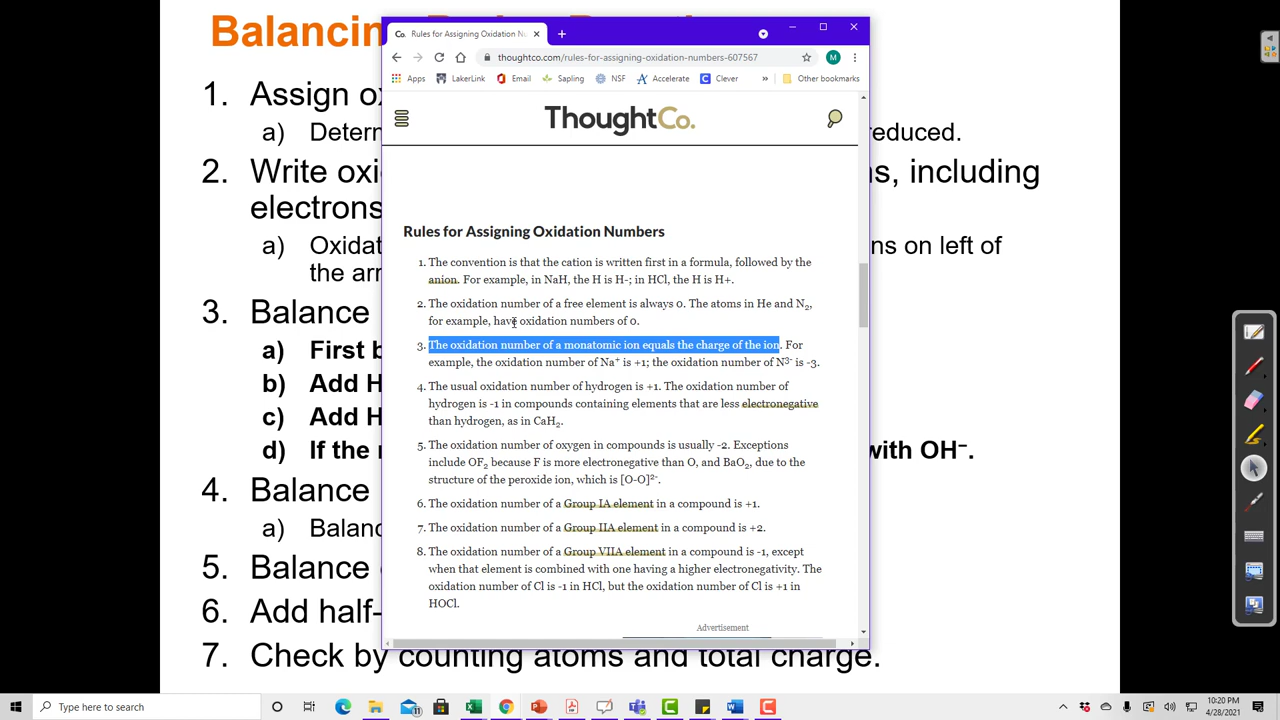 Balancin
Co. Rules for Assigning Oxidation Nu
thoughtco.com/rules-for-assigning-oxidation-numbers-607567
M
Apps LakerLink Email Sapling NSF Accelerate Clever » Other bookmarks
ThoughtCo.
1. Assign ox
a) Determ
reduced.
2. Write oxi
ns, including
electrons
a) Oxidat
ns on left of
the arr
3. Balance
a) First b
b) Add H
c) Add H
d) If the r
with OH⁻.
4. Balance
a) Balanc
5. Balance
6. Add half-
7. Check by counting atoms and total charge.
Rules for Assigning Oxidation Numbers
1. The convention is that the cation is written first in a formula, followed by the
anion. For example, in NaH, the H is H-; in HCl, the H is H+.
2. The oxidation number of a free element is always 0. The atoms in He and N₂,
for example, have oxidation numbers of 0.
3. The oxidation number of a monatomic ion equals the charge of the ion. For
example, the oxidation number of Na⁺ is +1; the oxidation number of N³⁻ is -3.
4. The usual oxidation number of hydrogen is +1. The oxidation number of
hydrogen is -1 in compounds containing elements that are less electronegative
than hydrogen, as in CaH₂.
5. The oxidation number of oxygen in compounds is usually -2. Exceptions
include OF₂ because F is more electronegative than O, and BaO₂, due to the
structure of the peroxide ion, which is [O-O]²⁻.
6. The oxidation number of a Group IA element in a compound is +1.
7. The oxidation number of a Group IIA element in a compound is +2.
8. The oxidation number of a Group VIIA element in a compound is -1, except
when that element is combined with one having a higher electronegativity. The
oxidation number of Cl is -1 in HCl, but the oxidation number of Cl is +1 in
HOCl.
Advertisement
Type here to search
10:20 PM
4/28/2021